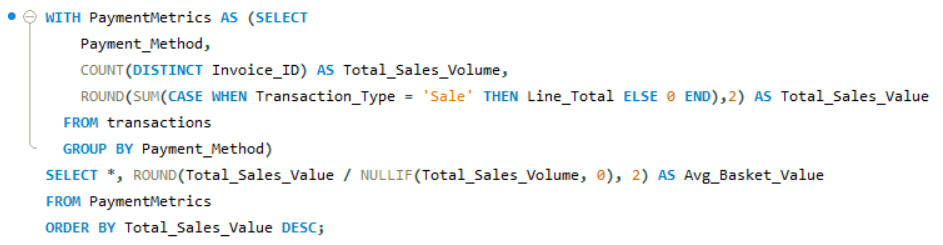 WITH PaymentMetrics AS (SELECT
Payment_Method,
COUNT(DISTINCT Invoice_ID) AS Total_Sales_Volume,
ROUND(SUM(CASE WHEN Transaction_Type = 'Sale' THEN Line_Total ELSE 0 END),2) AS Total_Sales_Value
FROM transactions
GROUP BY Payment_Method)
SELECT *, ROUND(Total_Sales_Value / NULLIF(Total_Sales_Volume, 0), 2) AS Avg_Basket_Value
FROM PaymentMetrics
ORDER BY Total_Sales_Value DESC;